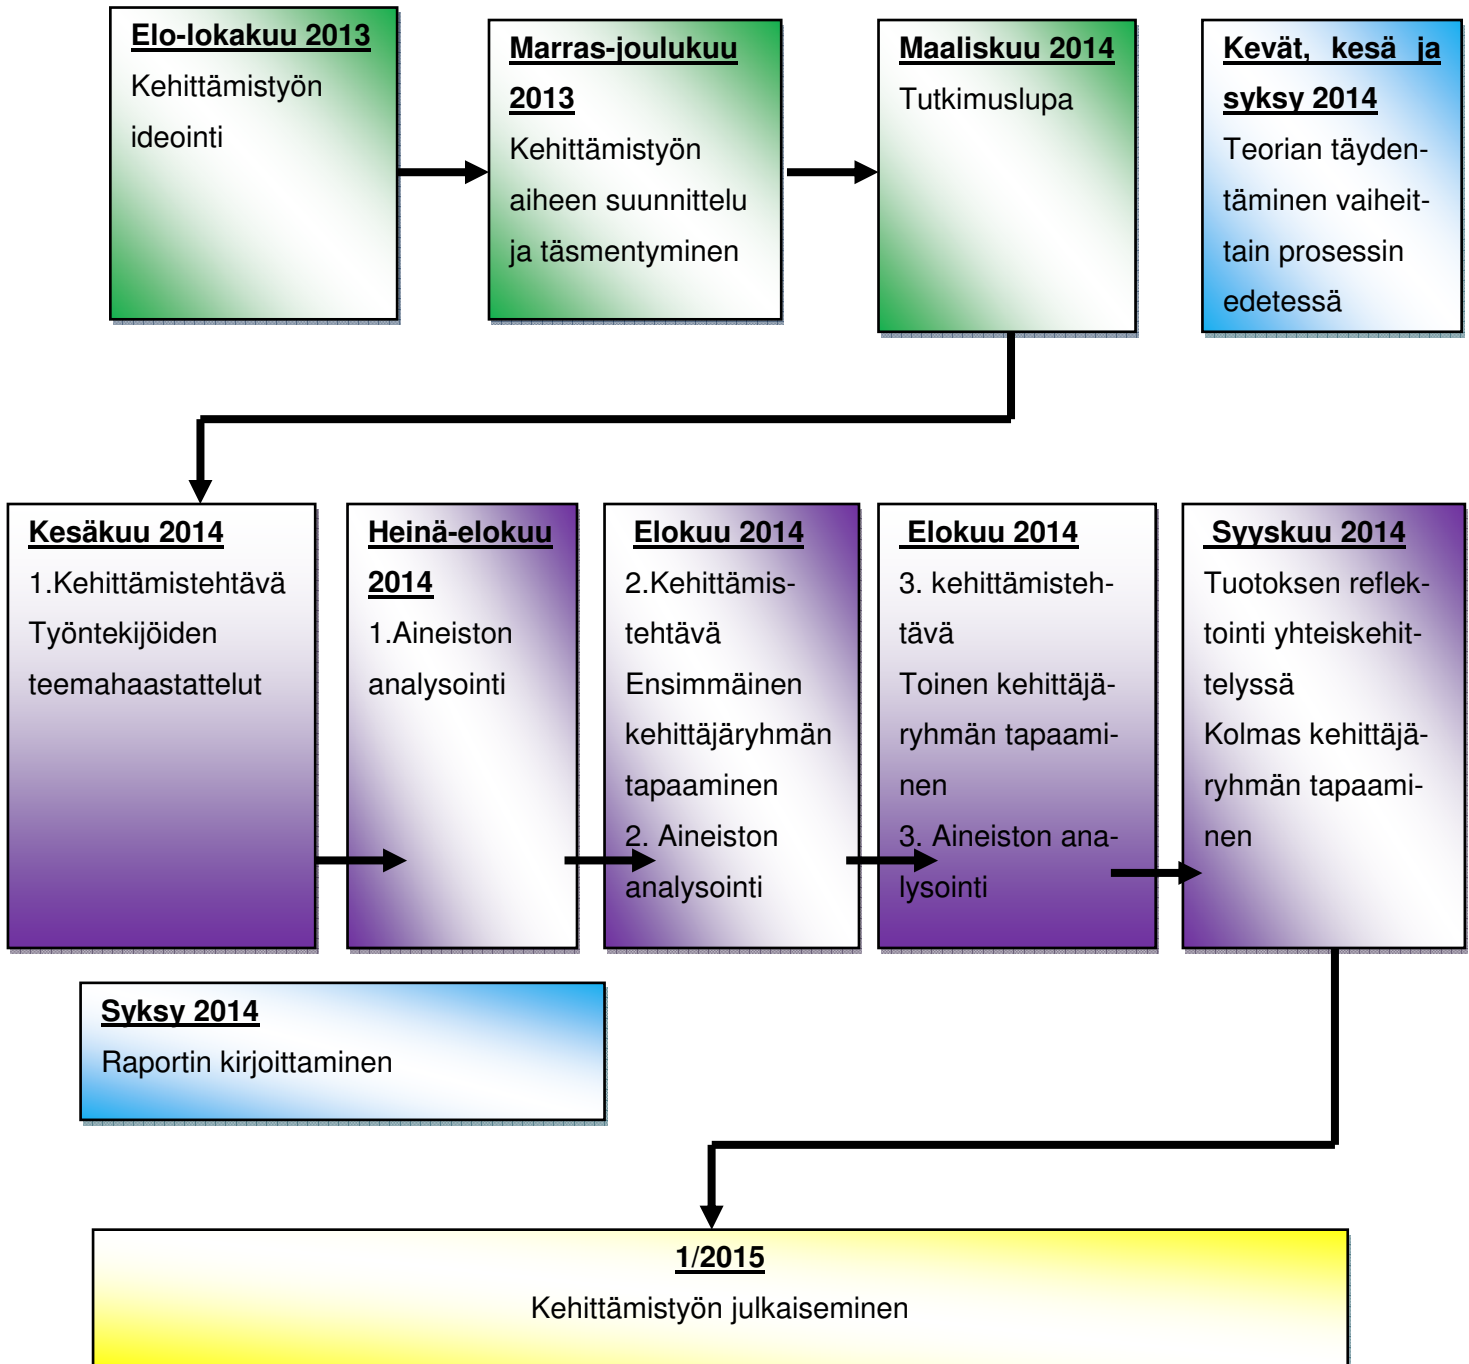 Elo-lokakuu 2013
Kehittämistyön
ideointi
Marras-joulukuu
2013
Kehittämistyön
aiheen suunnittelu
ja täsmentyminen
Maaliskuu 2014
Tutkimuslupa
Kevät, kesä ja
syksy 2014
Teorian täyden-
täminen vaiheit-
tain prosessin
edetessä
Kesäkuu 2014
1.Kehittämistehtävä
Työntekijöiden
teemahaastattelut
Heinä-elokuu
2014
1.Aineiston
analysointi
Elokuu 2014
2.Kehittämis-
tehtävä
Ensimmäinen
kehittäjäryhmän
tapaaminen
2. Aineiston
analysointi
Elokuu 2014
3. kehittämisteh-
tävä
Toinen kehittäjä-
ryhmän tapaami-
nen
3. Aineiston ana-
lysointi
Syyskuu 2014
Tuotoksen reflek-
tointi yhteiskehit-
telyssä
Kolmas kehittäjä-
ryhmän tapaami-
nen
Syksy 2014
Raportin kirjoittaminen
1/2015
Kehittämistyön julkaiseminen